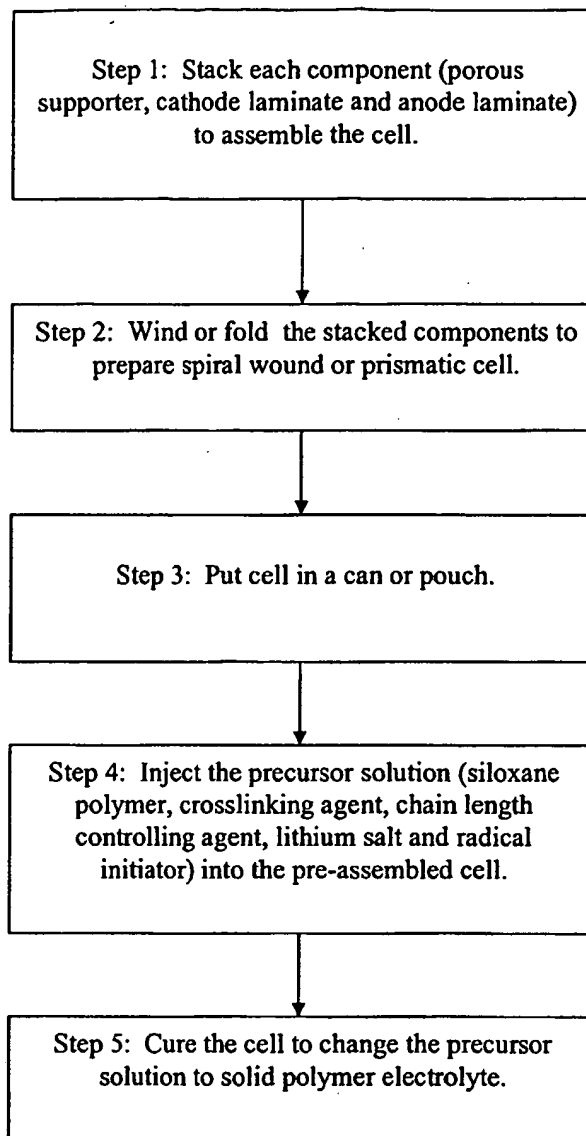 Step 1: Stack each component (porous
supporter, cathode laminate and anode laminate)
to assemble the cell.
Step 2: Wind or fold the stacked components to
prepare spiral wound or prismatic cell.
Step 3: Put cell in a can or pouch.
Step 4: Inject the precursor solution (siloxane
polymer, crosslinking agent, chain length
controlling agent, lithium salt and radical
initiator) into the pre-assembled cell.
Step 5: Cure the cell to change the precursor
solution to solid polymer electrolyte.